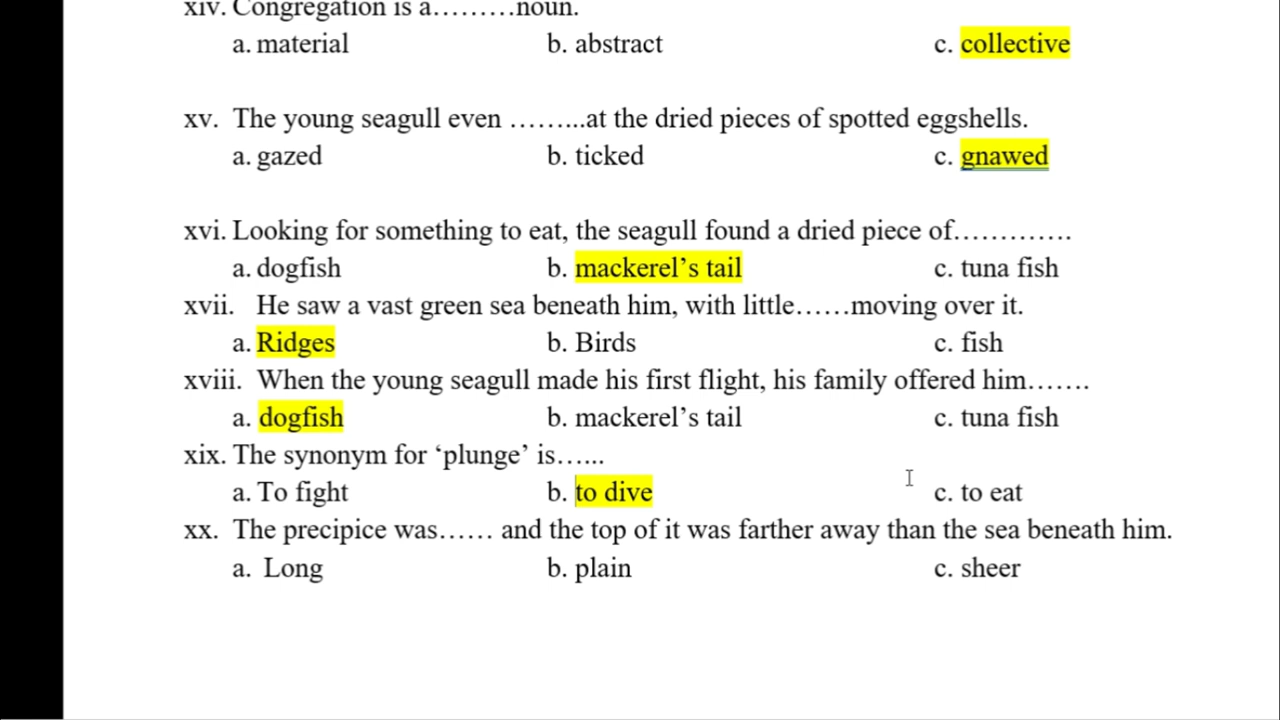 xiv. Congregation is a………noun.
a. material b. abstract c. collective
xv. The young seagull even ……...at the dried pieces of spotted eggshells.
a. gazed b. ticked c. gnawed
xvi. Looking for something to eat, the seagull found a dried piece of………….
a. dogfish b. mackerel’s tail c. tuna fish
xvii. He saw a vast green sea beneath him, with little……moving over it.
a. Ridges b. Birds c. fish
xviii. When the young seagull made his first flight, his family offered him…….
a. dogfish b. mackerel’s tail c. tuna fish
xix. The synonym for ‘plunge’ is…...
a. To fight b. to dive c. to eat
xx. The precipice was…… and the top of it was farther away than the sea beneath him.
a. Long b. plain c. sheer